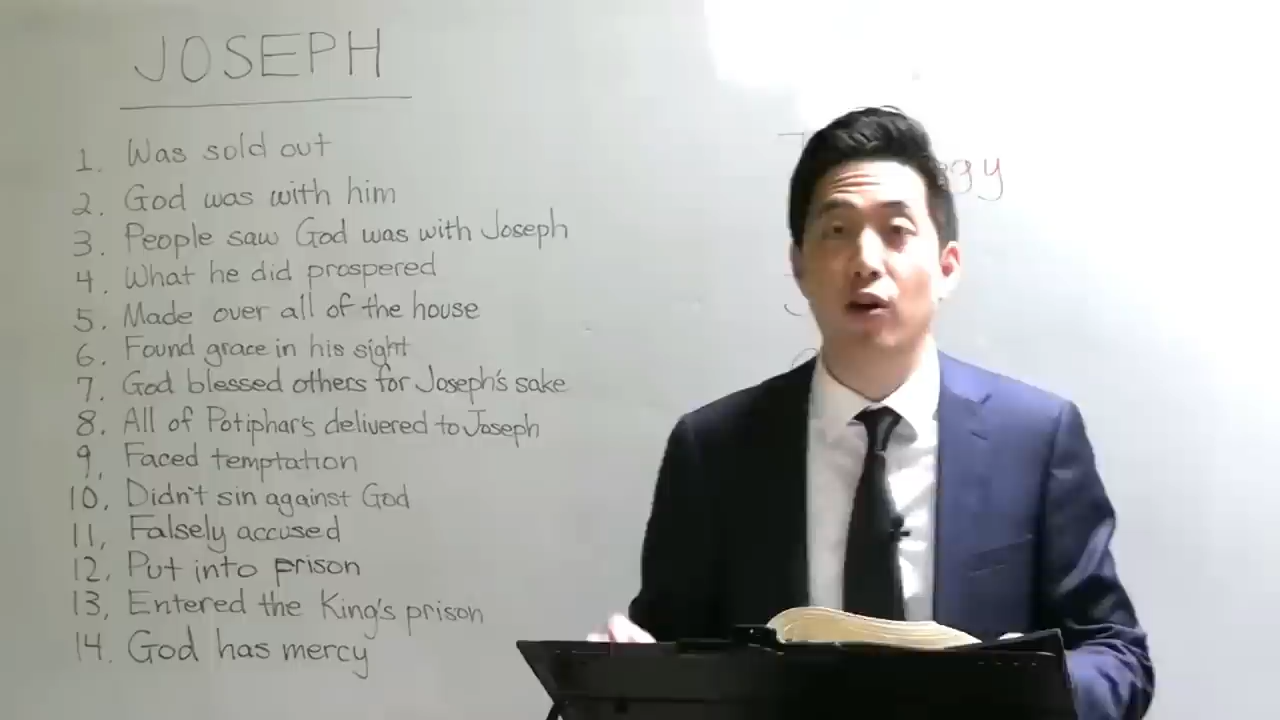 JOSEPH
1. Was sold out
2. God was with him
3. People saw God was with Joseph
4. What he did prospered
5. Made over all of the house
6. Found grace in his sight
7. God blessed others for Joseph's sake
8. All of Potiphar's delivered to Joseph
9. Faced temptation
10. Didn't sin against God
11. Falsely accused
12. Put into prison
13. Entered the King's prison
14. God has mercy